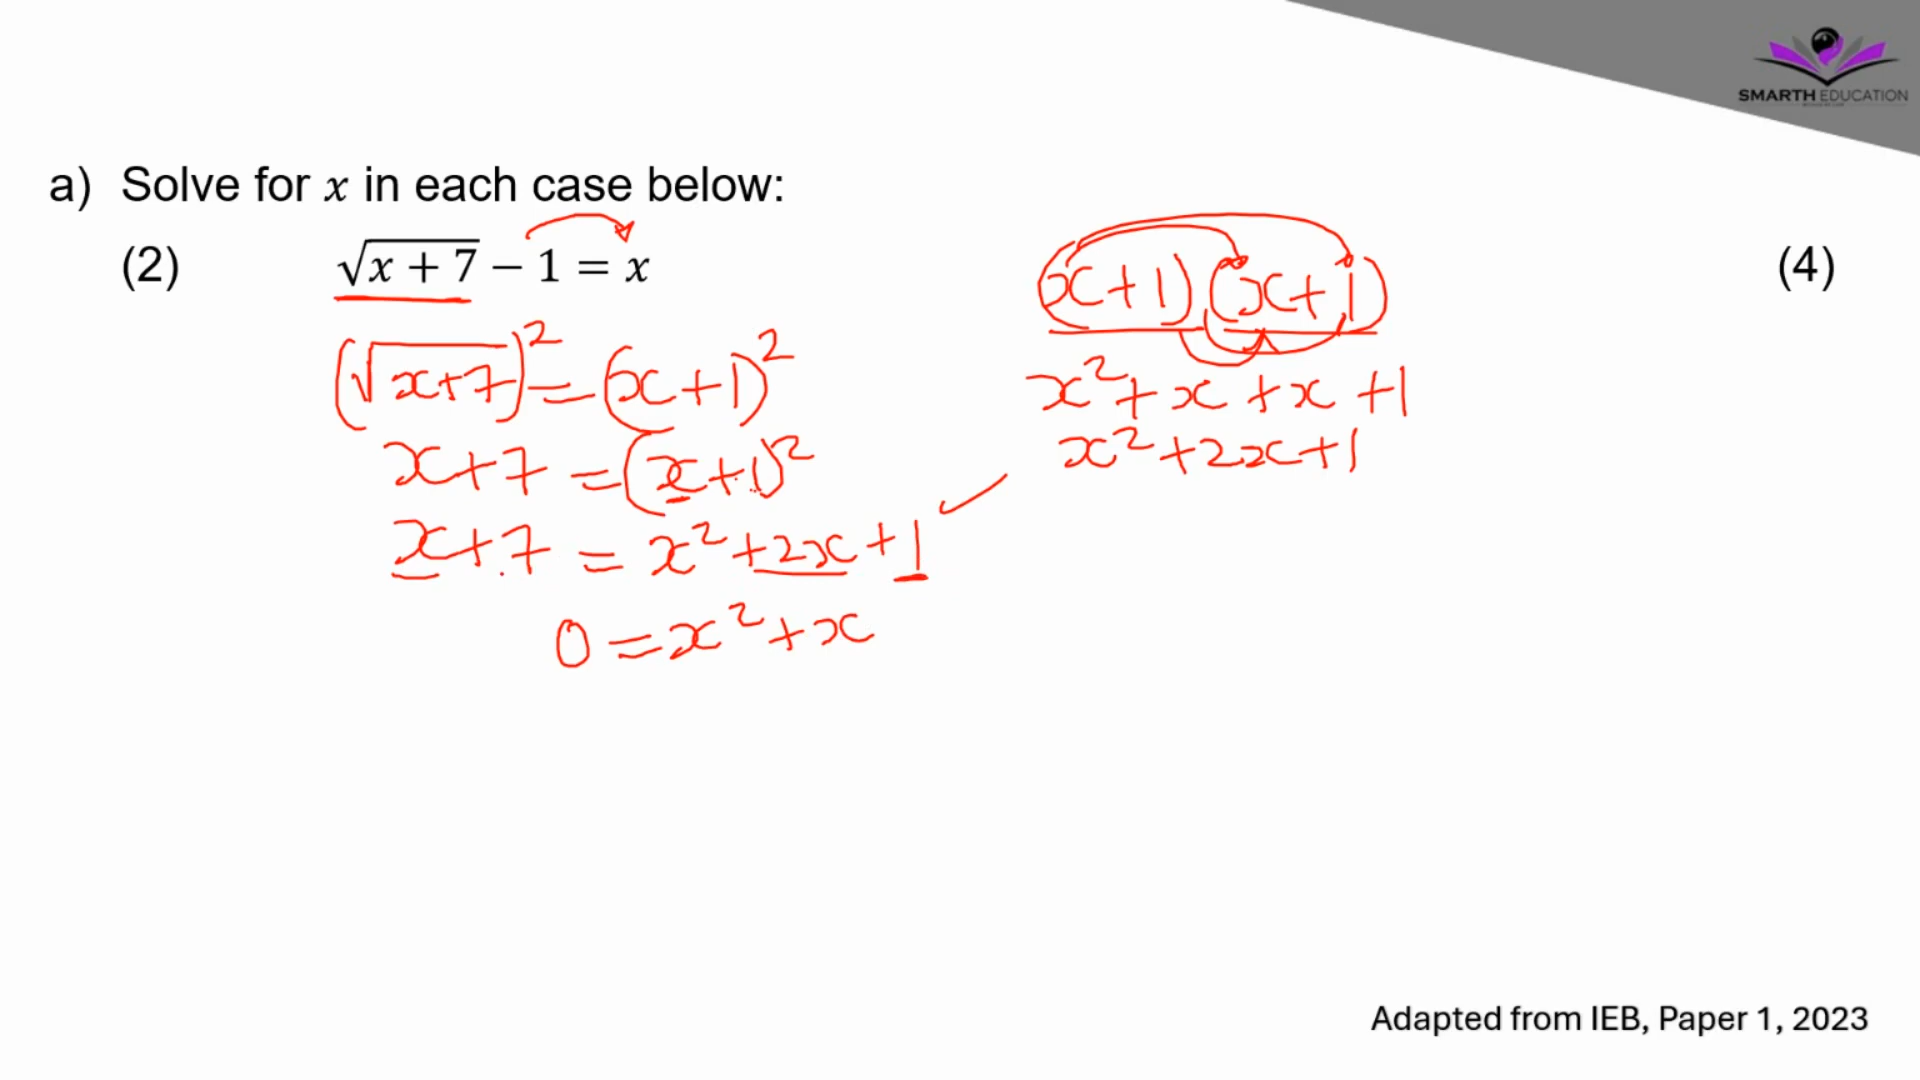 SMARTH EDUCATION
a) Solve for x in each case below:
(2) √(x + 7) − 1 = x (4)
(√(x+7))² = (x+1)²
x+7 = (x+1)²
x+7 = x²+2x+1
0 = x²+x
(x+1)(x+1)
x²+x+x+1
x²+2x+1
Adapted from IEB, Paper 1, 2023